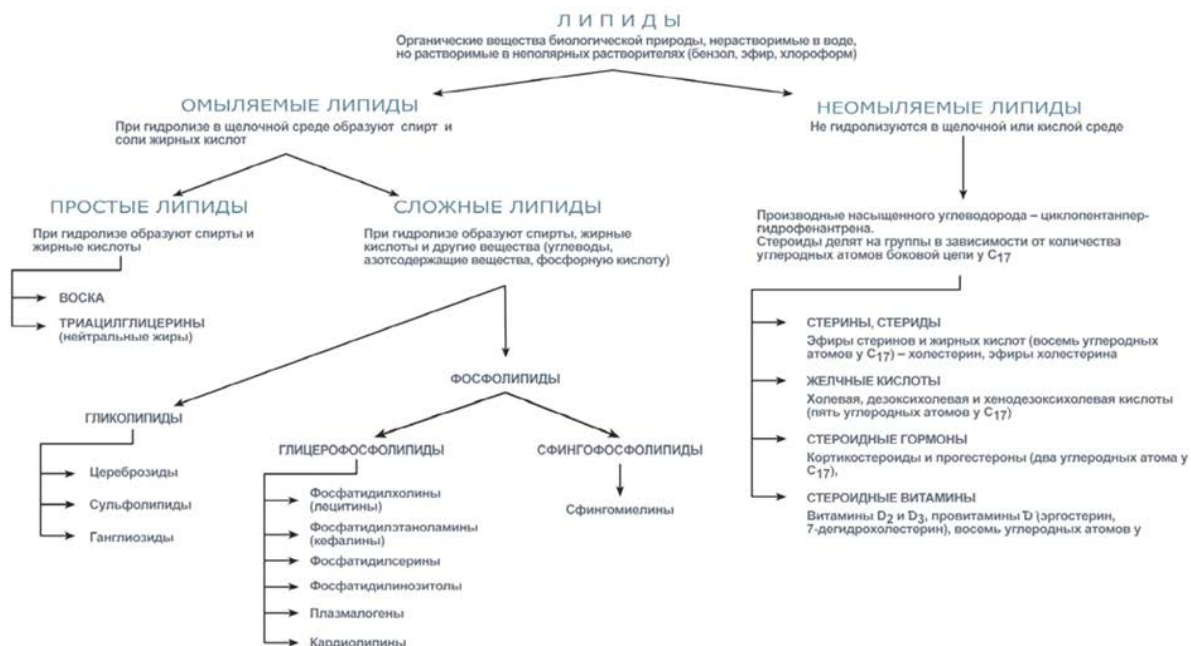 ЛИПИДЫ
Органические вещества биологической природы, нерастворимые в воде,
но растворимые в неполярных растворителях (бензол, эфир, хлороформ)
ОМЫЛЯЕМЫЕ ЛИПИДЫ
При гидролизе в щелочной среде образуют спирт и
соли жирных кислот
НЕОМЫЛЯЕМЫЕ ЛИПИДЫ
Не гидролизуются в щелочной или кислой среде
ПРОСТЫЕ ЛИПИДЫ
При гидролизе образуют спирты и
жирные кислоты
ВОСКА
ТРИАЦИЛГЛИЦЕРИНЫ
(нейтральные жиры)
СЛОЖНЫЕ ЛИПИДЫ
При гидролизе образуют спирты, жирные
кислоты и другие вещества (углеводы,
азотсодержащие вещества, фосфорную кислоту)
ГЛИКОЛИПИДЫ
Цереброзиды
Сульфолипиды
Ганглиозиды
ФОСФОЛИПИДЫ
ГЛИЦЕРОФОСФОЛИПИДЫ
Фосфатидилхолины
(лецитины)
Фосфатидилэтаноламины
(кефалины)
Фосфатидилсерины
Фосфатидилинозитолы
Плазмалогены
Кардиолипины
СФИНГОФОСФОЛИПИДЫ
Сфингомиелины
Производные насыщенного углеводорода – циклопентанпер-
гидрофенантрена.
Стероиды делят на группы в зависимости от количества
углеродных атомов боковой цепи у C17
СТЕРИНЫ, СТЕРИДЫ
Эфиры стеринов и жирных кислот (восемь углеродных
атомов у C17) – холестерин, эфиры холестерина
ЖЕЛЧНЫЕ КИСЛОТЫ
Холевая, дезоксихолевая и хенодезоксихолевая кислоты
(пять углеродных атомов у C17)
СТЕРОИДНЫЕ ГОРМОНЫ
Кортикостероиды и прогестероны (два углеродных атома у
C17),
СТЕРОИДНЫЕ ВИТАМИНЫ
Витамины D2 и D3, провитамины D (эргостерин,
7-дегидрохолестерин), восемь углеродных атомов у